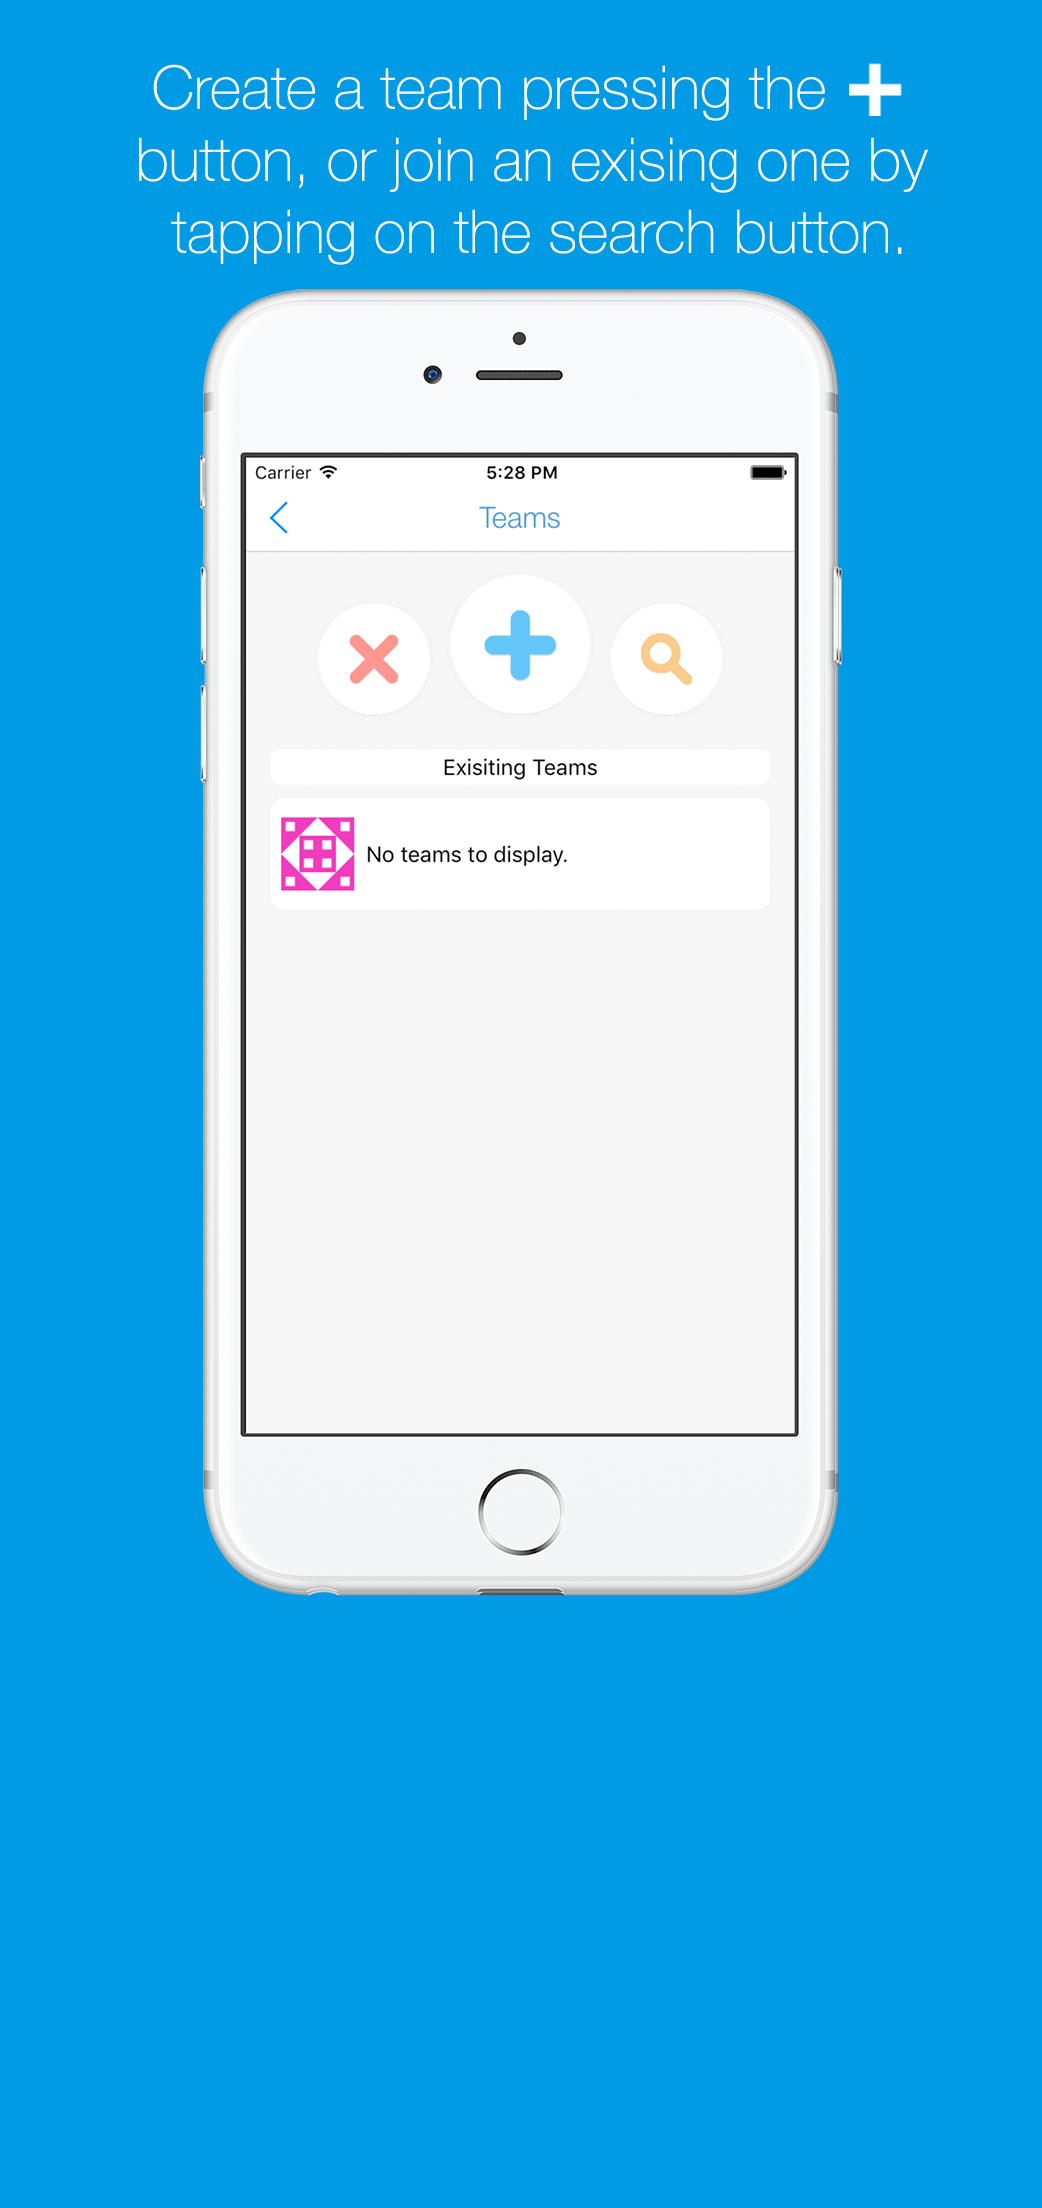 Create a team pressing the +
button, or join an exising one by
tapping on the search button.
Carrier 5:28 PM
Teams
Exisiting Teams
No teams to display.